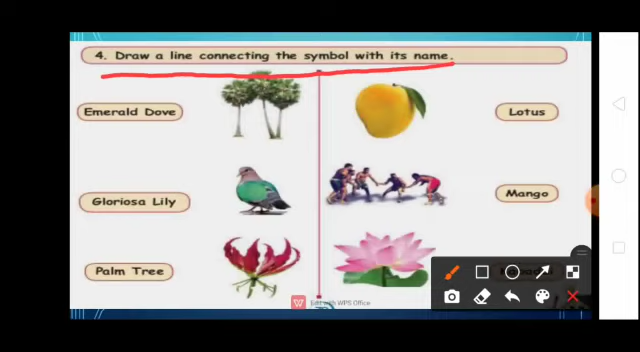 4. Draw a line connecting the symbol with its name.
Emerald Dove
Lotus
Gloriosa Lily
Mango
Palm Tree
Edit with WPS Office